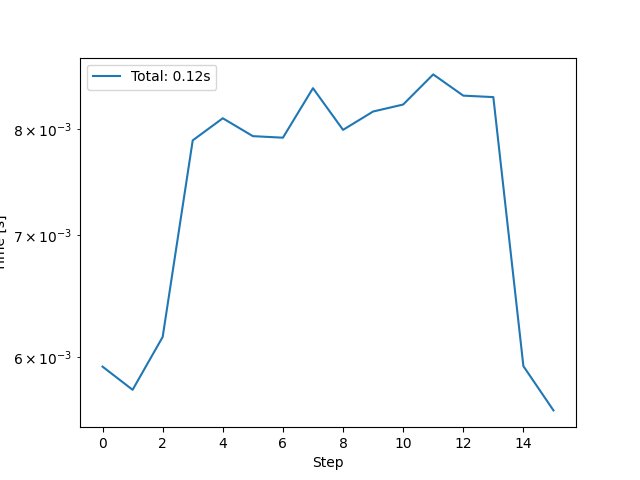 Total: 0.12s
8 × 10⁻³
7 × 10⁻³
6 × 10⁻³
[s]
0 2 4 6 8 10 12 14
Step